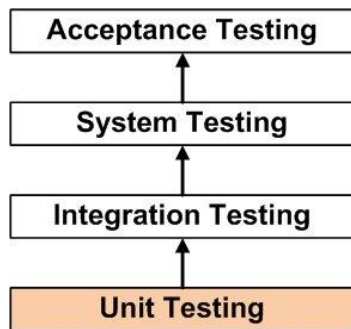 Acceptance Testing
System Testing
Integration Testing
Unit Testing